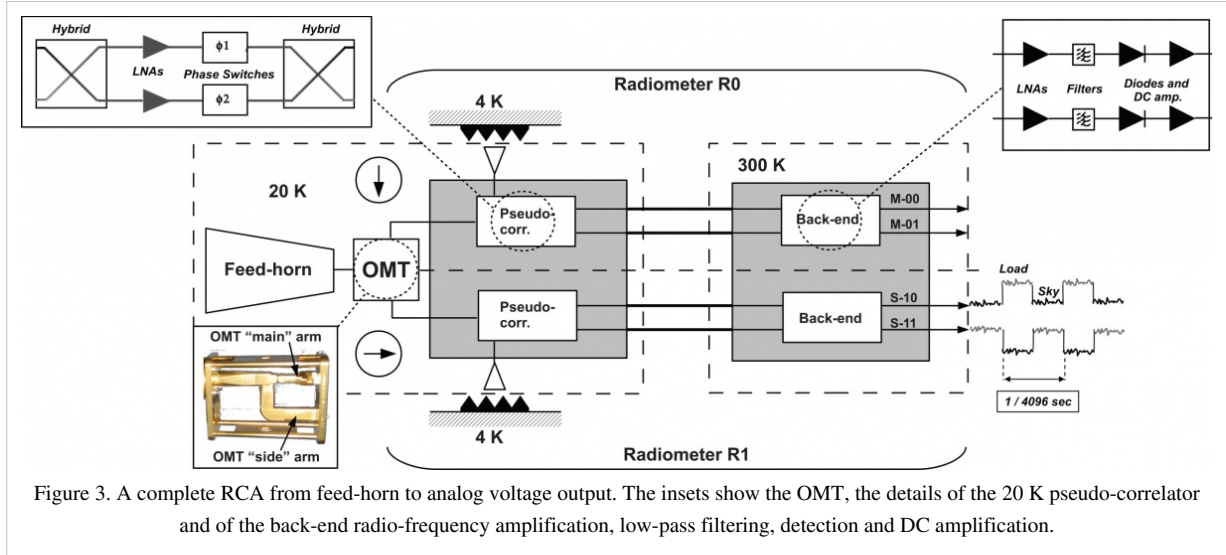 Hybrid
Hybrid
ϕ1
LNAs
Phase Switches
ϕ2
Radiometer R0
LNAs
Filters
Diodes and
DC amp.
4 K
20 K
300 K
Pseudo-
corr.
Back-end
M-00
M-01
Feed-horn
OMT
Load
Sky
Pseudo-
corr.
Back-end
S-10
S-11
OMT "main" arm
1 / 4096 sec
4 K
OMT "side" arm
Radiometer R1
Figure 3. A complete RCA from feed-horn to analog voltage output. The insets show the OMT, the details of the 20 K pseudo-correlator
and of the back-end radio-frequency amplification, low-pass filtering, detection and DC amplification.